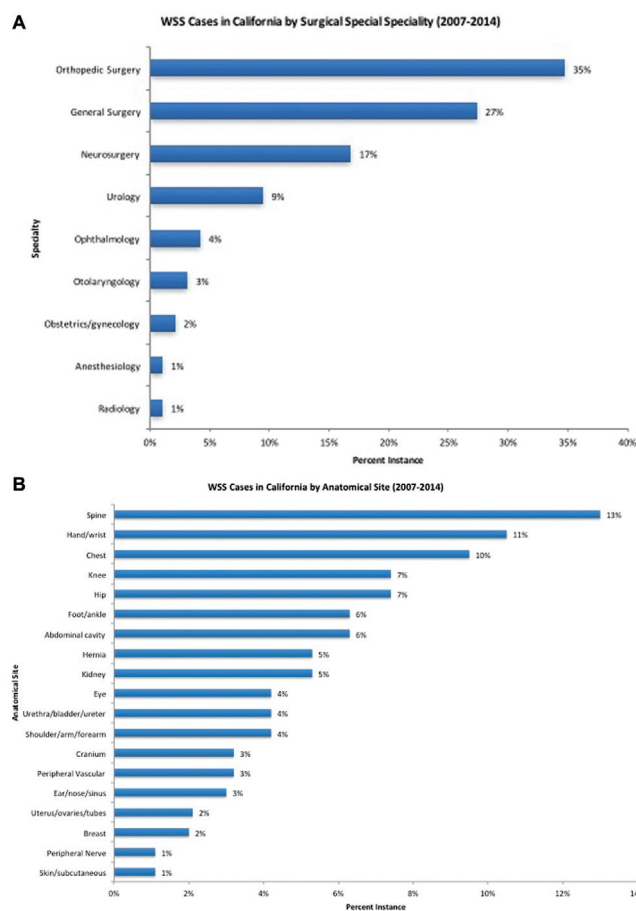 A
WSS Cases in California by Surgical Special Speciality (2007-2014)
Specialty
Orthopedic Surgery 35%
General Surgery 27%
Neurosurgery 17%
Urology 9%
Ophthalmology 4%
Otolaryngology 3%
Obstetrics/gynecology 2%
Anesthesiology 1%
Radiology 1%
0% 5% 10% 15% 20% 25% 30% 35% 40%
Percent Instance
B
WSS Cases in California by Anatomical Site (2007-2014)
Anatomical Site
Spine 13%
Hand/wrist 11%
Chest 10%
Knee 7%
Hip 7%
Foot/ankle 6%
Abdominal cavity 6%
Hernia 5%
Kidney 5%
Eye 4%
Urethra/bladder/ureter 4%
Shoulder/arm/forearm 4%
Cranium 3%
Peripheral Vascular 3%
Ear/nose/sinus 3%
Uterus/ovaries/tubes 2%
Breast 2%
Peripheral Nerve 1%
Skin/subcutaneous 1%
0% 2% 4% 6% 8% 10% 12%
Percent Instance